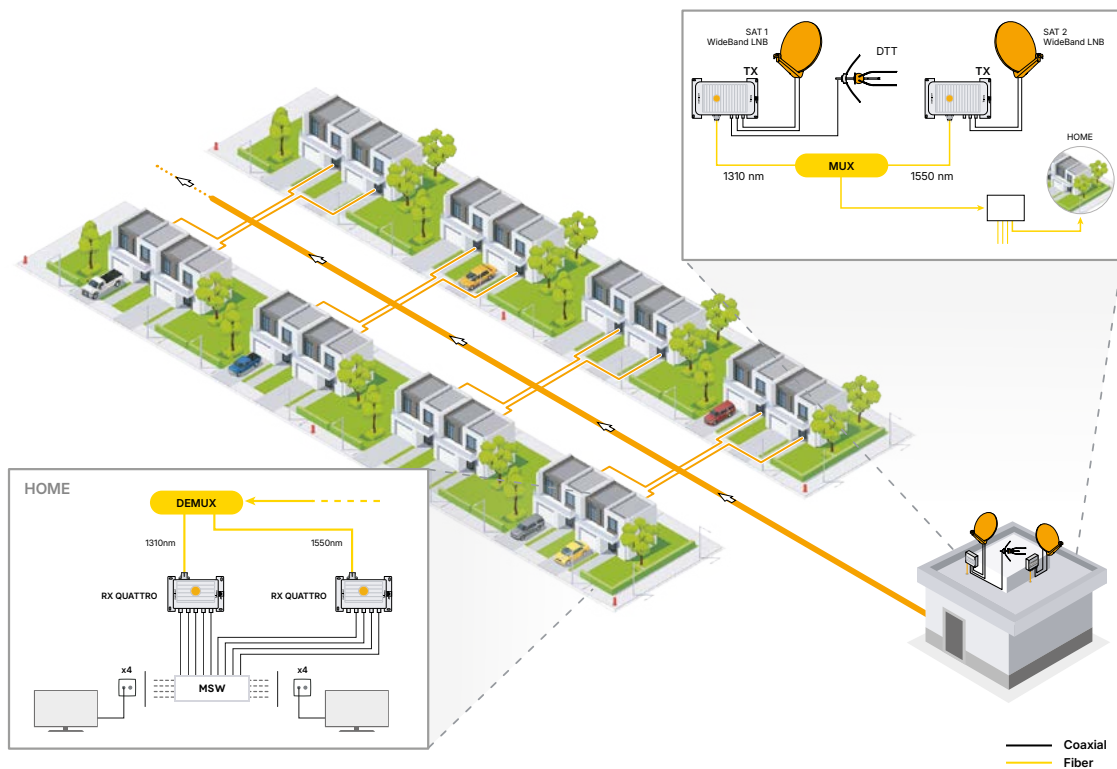 SAT 1
WideBand LNB
DTT
SAT 2
WideBand LNB
TX
TX
HOME
MUX
1310 nm
1550 nm
HOME
DEMUX
1310nm
1550nm
RX QUATTRO
RX QUATTRO
x4
x4
MSW
Coaxial
Fiber